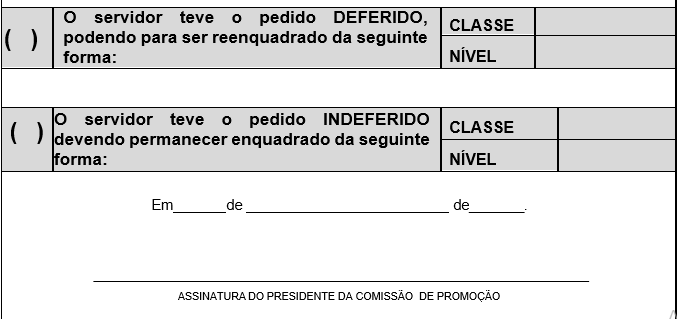 O servidor teve o pedido DEFERIDO,
( ) podendo para ser reenquadrado da seguinte
forma:
CLASSE
NÍVEL
O servidor teve o pedido INDEFERIDO
( ) devendo permanecer enquadrado da seguinte
forma:
CLASSE
NÍVEL
Em______de _________________________ de_______.
ASSINATURA DO PRESIDENTE DA COMISSÃO DE PROMOÇÃO